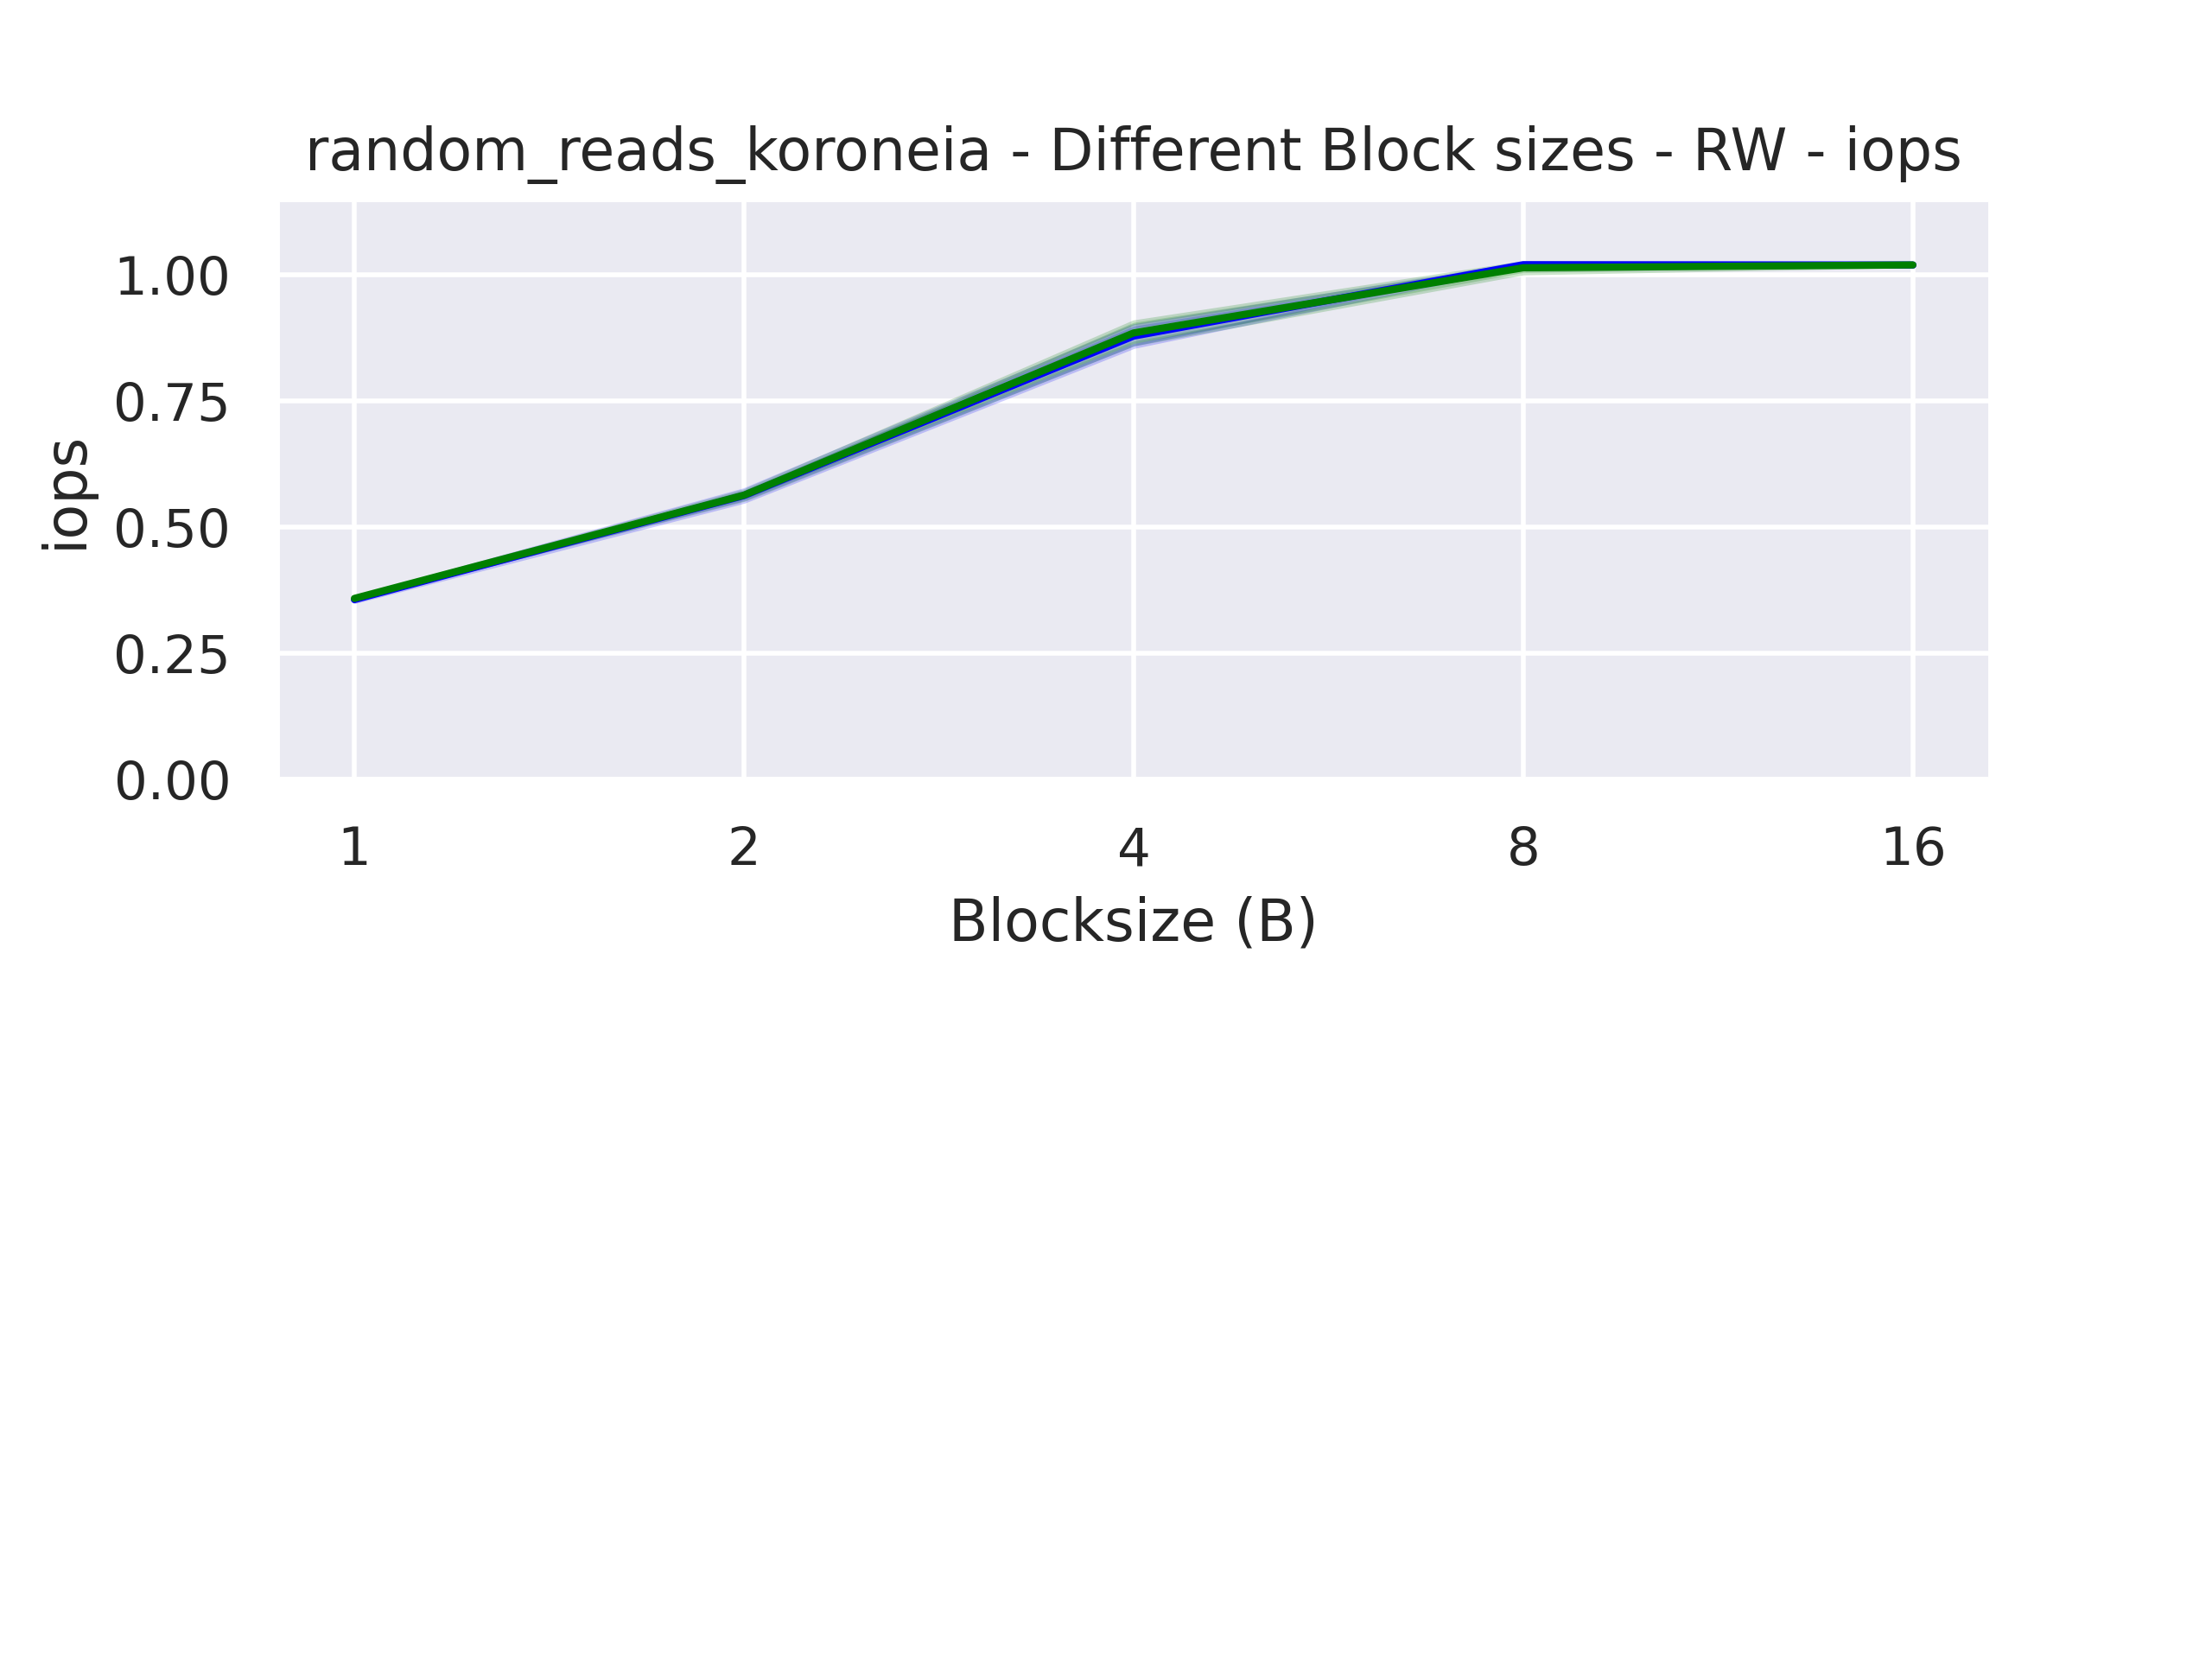 random_reads_koroneia - Different Block sizes - RW - iops
1.00
0.75
0.50
0.25
0.00
iops
1 2 4 8 16
Blocksize (B)